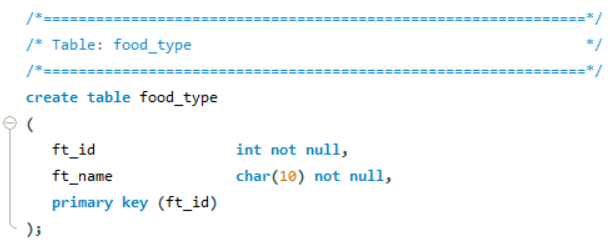 /*==============================================================*/
/* Table: food_type                                             */
/*==============================================================*/
create table food_type
(
   ft_id                int not null,
   ft_name              char(10) not null,
   primary key (ft_id)
);